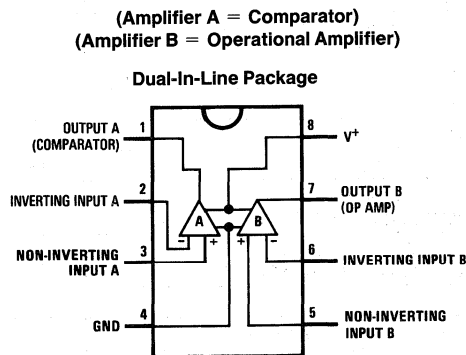 (Amplifier A = Comparator)
(Amplifier B = Operational Amplifier)
Dual-In-Line Package
OUTPUT A
(COMPARATOR)
1
8
V+
INVERTING INPUT A
2
7
OUTPUT B
(OP AMP)
A
B
- + + -
NON-INVERTING
INPUT A
3
6
INVERTING INPUT B
GND
4
5
NON-INVERTING
INPUT B